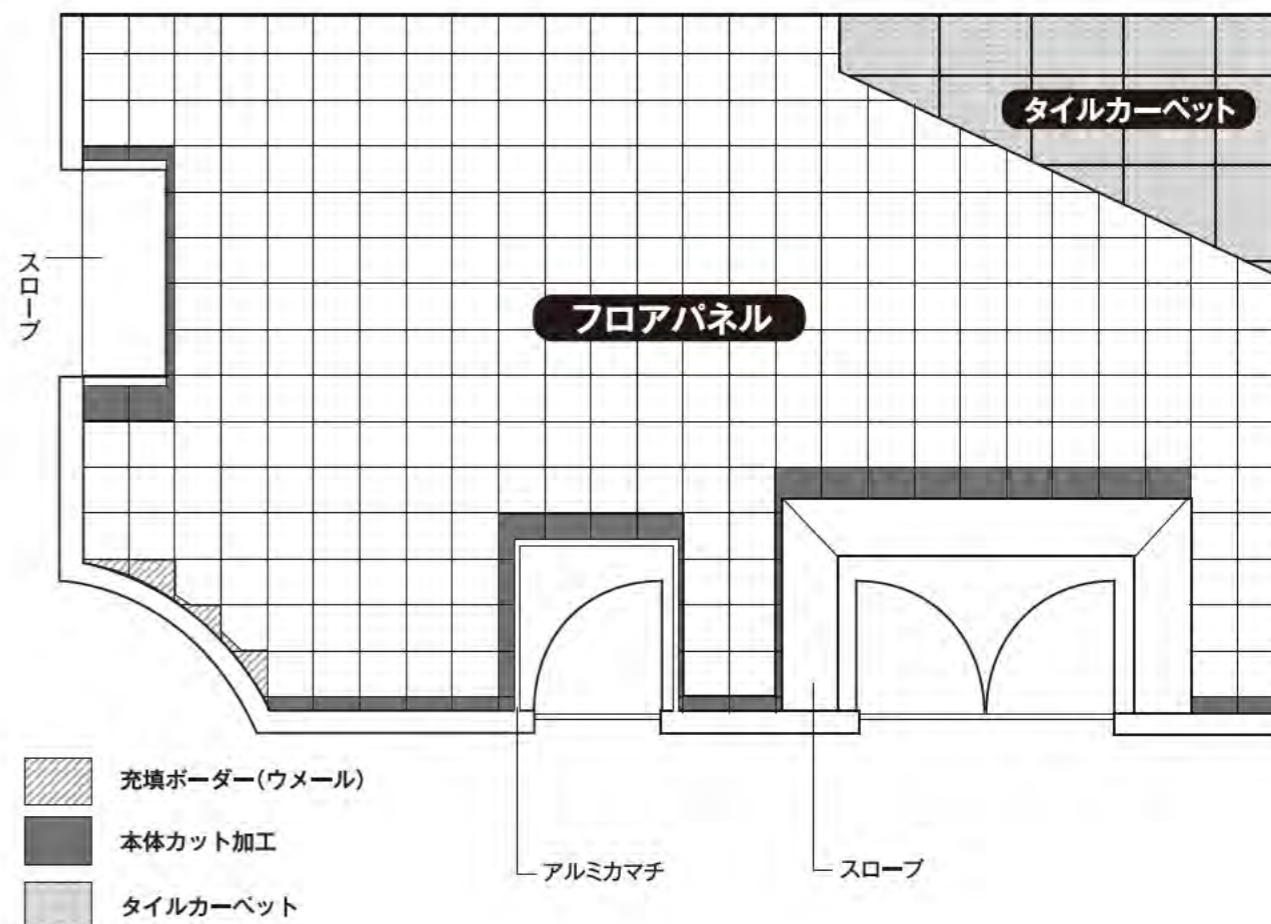 タイルカーペット
スロープ
フロアパネル
充填ボーダー(ウメール)
本体カット加工
タイルカーペット
アルミカマチ
スロープ